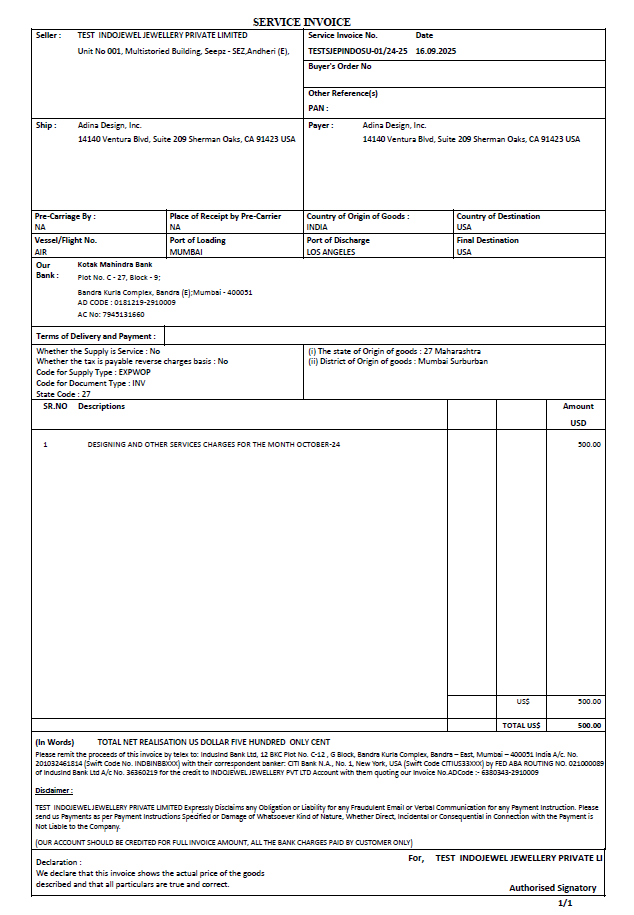 SERVICE INVOICE
Seller : TEST INDOJEWEL JEWELLERY PRIVATE LIMITED
Unit No 001, Multistoried Building, Seepz - SEZ,Andheri (E),
Service Invoice No. Date
TESTSJEPINDOSU-01/24-25 16.09.2025
Buyer's Order No
Other Reference(s)
PAN :
Ship : Adina Design, Inc.
14140 Ventura Blvd, Suite 209 Sherman Oaks, CA 91423 USA
Payer : Adina Design, Inc.
14140 Ventura Blvd, Suite 209 Sherman Oaks, CA 91423 USA
Pre-Carriage By : Place of Receipt by Pre-Carrier Country of Origin of Goods : Country of Destination
NA NA INDIA USA
Vessel/Flight No. Port of Loading Port of Discharge Final Destination
AIR MUMBAI LOS ANGELES USA
Our Bank : Kotak Mahindra Bank
Plot No. C - 27, Block - 9;
Bandra Kurla Complex, Bandra (E);Mumbai - 400051
AD CODE : 0181219-2910009
AC No: 7945131660
Terms of Delivery and Payment :
Whether the Supply is Service : No
Whether the tax is payable reverse charges basis : No
Code for Supply Type : EXPWOP
Code for Document Type : INV
State Code : 27
(i) The state of Origin of goods : 27 Maharashtra
(ii) District of Origin of goods : Mumbai Surburban
SR.NO Descriptions Amount
USD
1 DESIGNING AND OTHER SERVICES CHARGES FOR THE MONTH OCTOBER-24 500.00
US$ 500.00
TOTAL US$ 500.00
(In Words) TOTAL NET REALISATION US DOLLAR FIVE HUNDRED ONLY CENT
Please remit the proceeds of this invoice by telex to: IndusInd Bank Ltd, 12 BKC Plot No. C-12 , G Block, Bandra Kurla Complex, Bandra – East, Mumbai – 400051 India A/c. No.
201032461814 (Swift Code No. INDBINBBXXX) with their correspondent banker: CITI Bank N.A., No. 1, New York, USA (Swift Code CITIUS33XXX) by FED ABA ROUTING NO. 021000089
of IndusInd Bank Ltd A/c No. 36360219 for the credit to INDOJEWEL JEWELLERY PVT LTD Account with them quoting our Invoice No.ADCode :- 6380343-2910009
Disclaimer :
TEST INDOJEWEL JEWELLERY PRIVATE LIMITED Expressly Disclaims any Obligation or Liability for any Fraudulent Email or Verbal Communication for any Payment Instruction. Please
send us Payments as per Payment Instructions Specified or Damage of Whatsoever Kind of Nature, Whether Direct, Incidental or Consequential in Connection with the Payment is
Not Liable to the Company.
(OUR ACCOUNT SHOULD BE CREDITED FOR FULL INVOICE AMOUNT, ALL THE BANK CHARGES PAID BY CUSTOMER ONLY)
Declaration :
We declare that this invoice shows the actual price of the goods
described and that all particulars are true and correct.
For, TEST INDOJEWEL JEWELLERY PRIVATE LI
Authorised Signatory
1/1